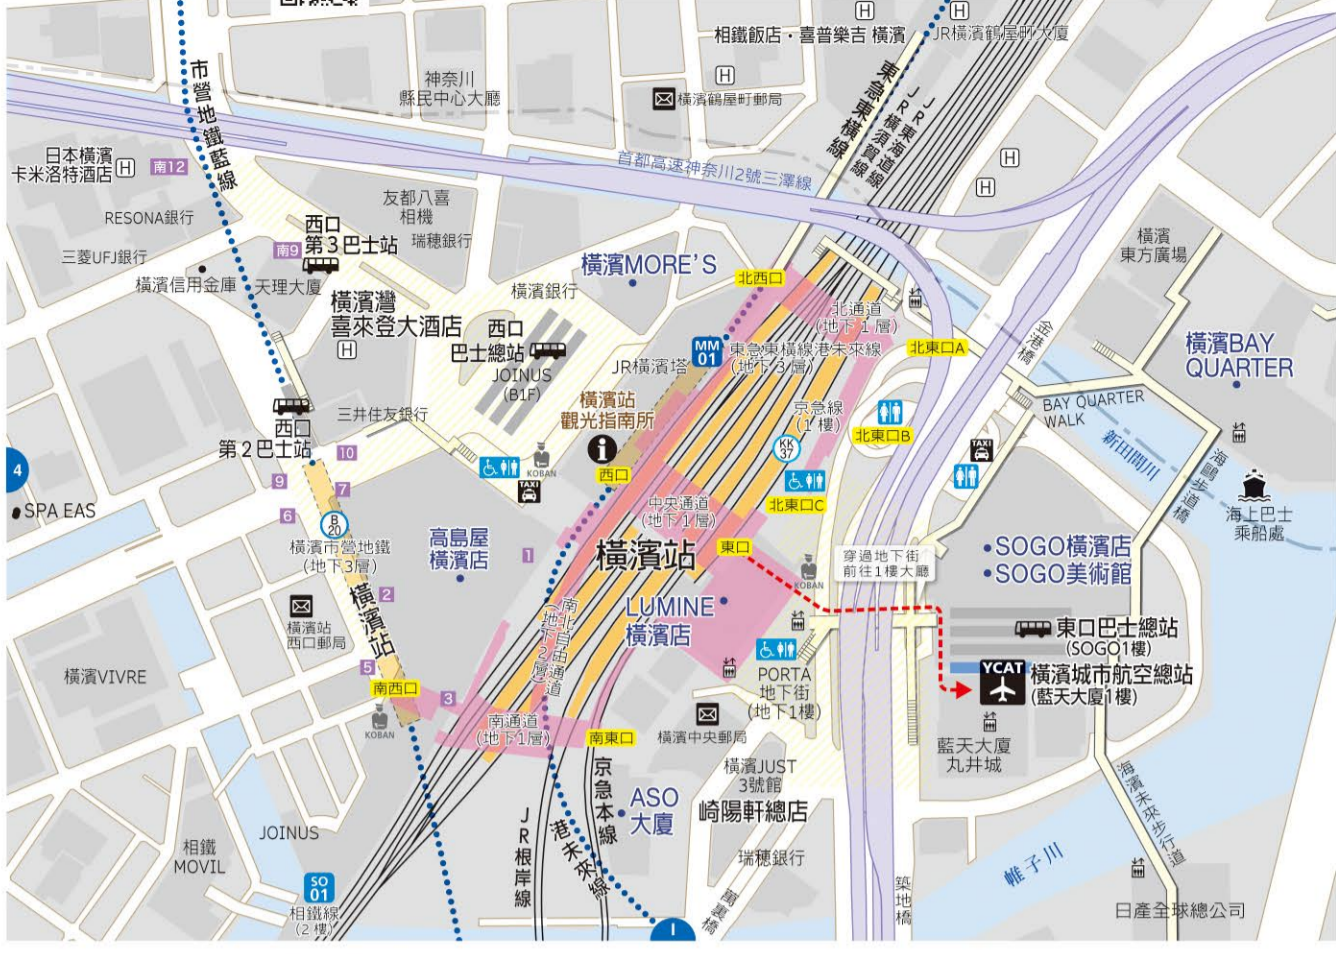 相鐵飯店・喜普樂吉 橫濱
JR橫濱鶴屋町大廈
H
H
H
神奈川
縣民中心大廳
橫濱鶴屋町郵局
市營地鐵藍線
東急東橫線
JR橫須賀線
JR東海道線
首都高速神奈川2號三澤線
H
H
日本橫濱
卡米洛特酒店
H
南12
RESONA銀行
三菱UFJ銀行
橫濱信用金庫
友都八喜
相機
瑞穗銀行
西口
第3巴士站
南9
天理大廈
橫濱MORE'S
橫濱銀行
橫濱灣
喜來登大酒店
H
西口
巴士總站
JOINUS
(B1F)
JR橫濱塔
MM
01
北西口
北通道
(地下1層)
東急東橫線港未來線
(地下3層)
北東口A
金港橋
橫濱
東方廣場
橫濱BAY
QUARTER
BAY QUARTER
WALK
新田間川
海鷗步道橋
海上巴士
乘船處
橫濱站
觀光指南所
i
西口
京急線
(1樓)
KK
37
北東口B
北東口C
TAXI
三井住友銀行
西口
第2巴士站
KOBAN
TAXI
10
9
7
6
B
20
橫濱市營地鐵
(地下3層)
橫濱站
4
SPA EAS
高島屋
橫濱店
1
中央通道
(地下1層)
橫濱站
東口
KOBAN
穿過地下街
前往1樓大廳
SOGO橫濱店
SOGO美術館
LUMINE
橫濱店
南北自由通道
(地下2層)
2
橫濱站
西口郵局
5
橫濱VIVRE
南西口
3
KOBAN
南通道
(地下1層)
南東口
PORTA
地下街
(地下1樓)
橫濱中央郵局
東口巴士總站
(SOGO1樓)
YCAT
橫濱城市航空總站
(藍天大廈1樓)
藍天大廈
丸井城
橫濱JUST
3號館
崎陽軒總店
瑞穗銀行
ASO
大廈
京急本線
JR根岸線
港未來線
JOINUS
相鐵
MOVIL
SO
01
相鐵線
(2樓)
I
萬裏橋
築地橋
帷子川
海濱未來步行道
日產全球總公司